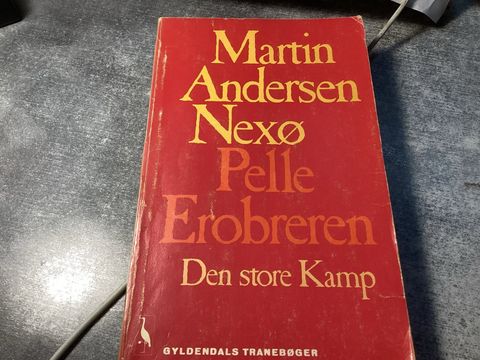 Martin
Andersen
Nexø
Pelle
Erobreren
Den store Kamp
GYLDENDALS TRANEBØGER